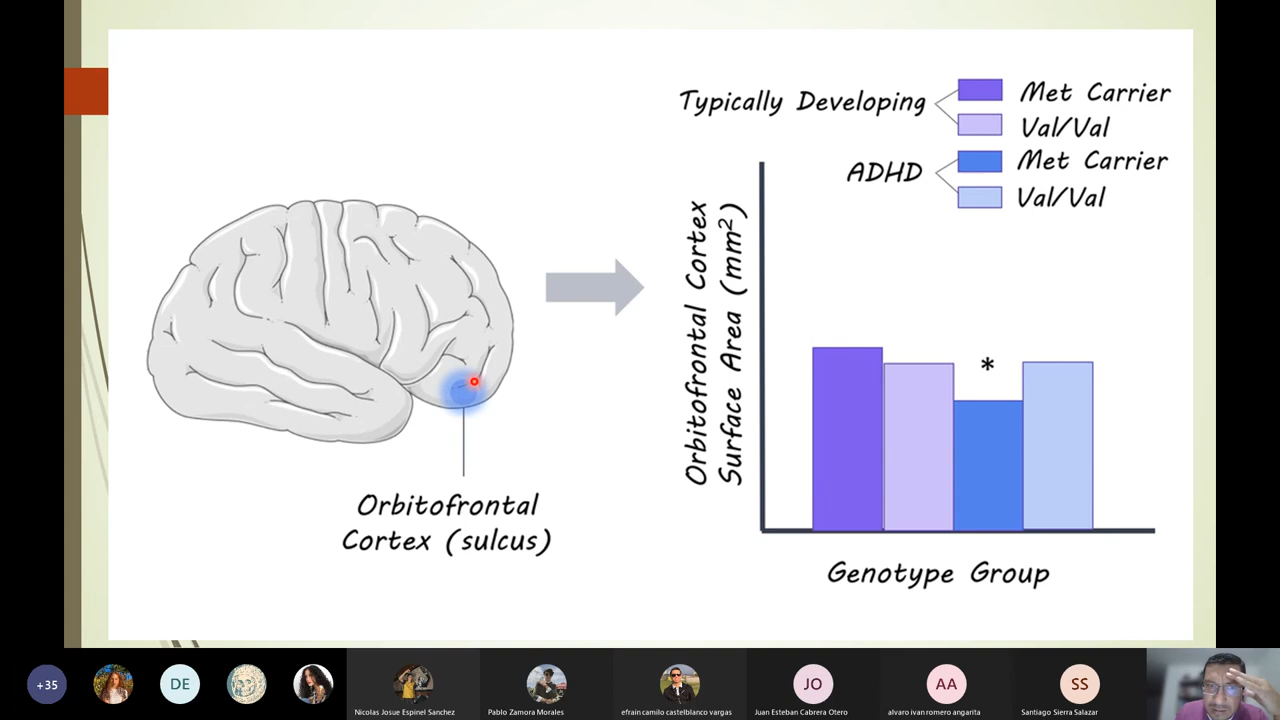 Typically Developing
Met Carrier
Val/Val
ADHD
Met Carrier
Val/Val
Orbitofrontal Cortex
Surface Area (mm²)
*
Genotype Group
Orbitofrontal
Cortex (sulcus)
+35
DE
Nicolas Josue Espinel Sanchez
Pablo Zamora Morales
efrain camilo castelblanco vargas
JO
Juan Esteban Cabrera Otero
AA
alvaro ivan romero angarita
SS
Santiago Sierra Salazar